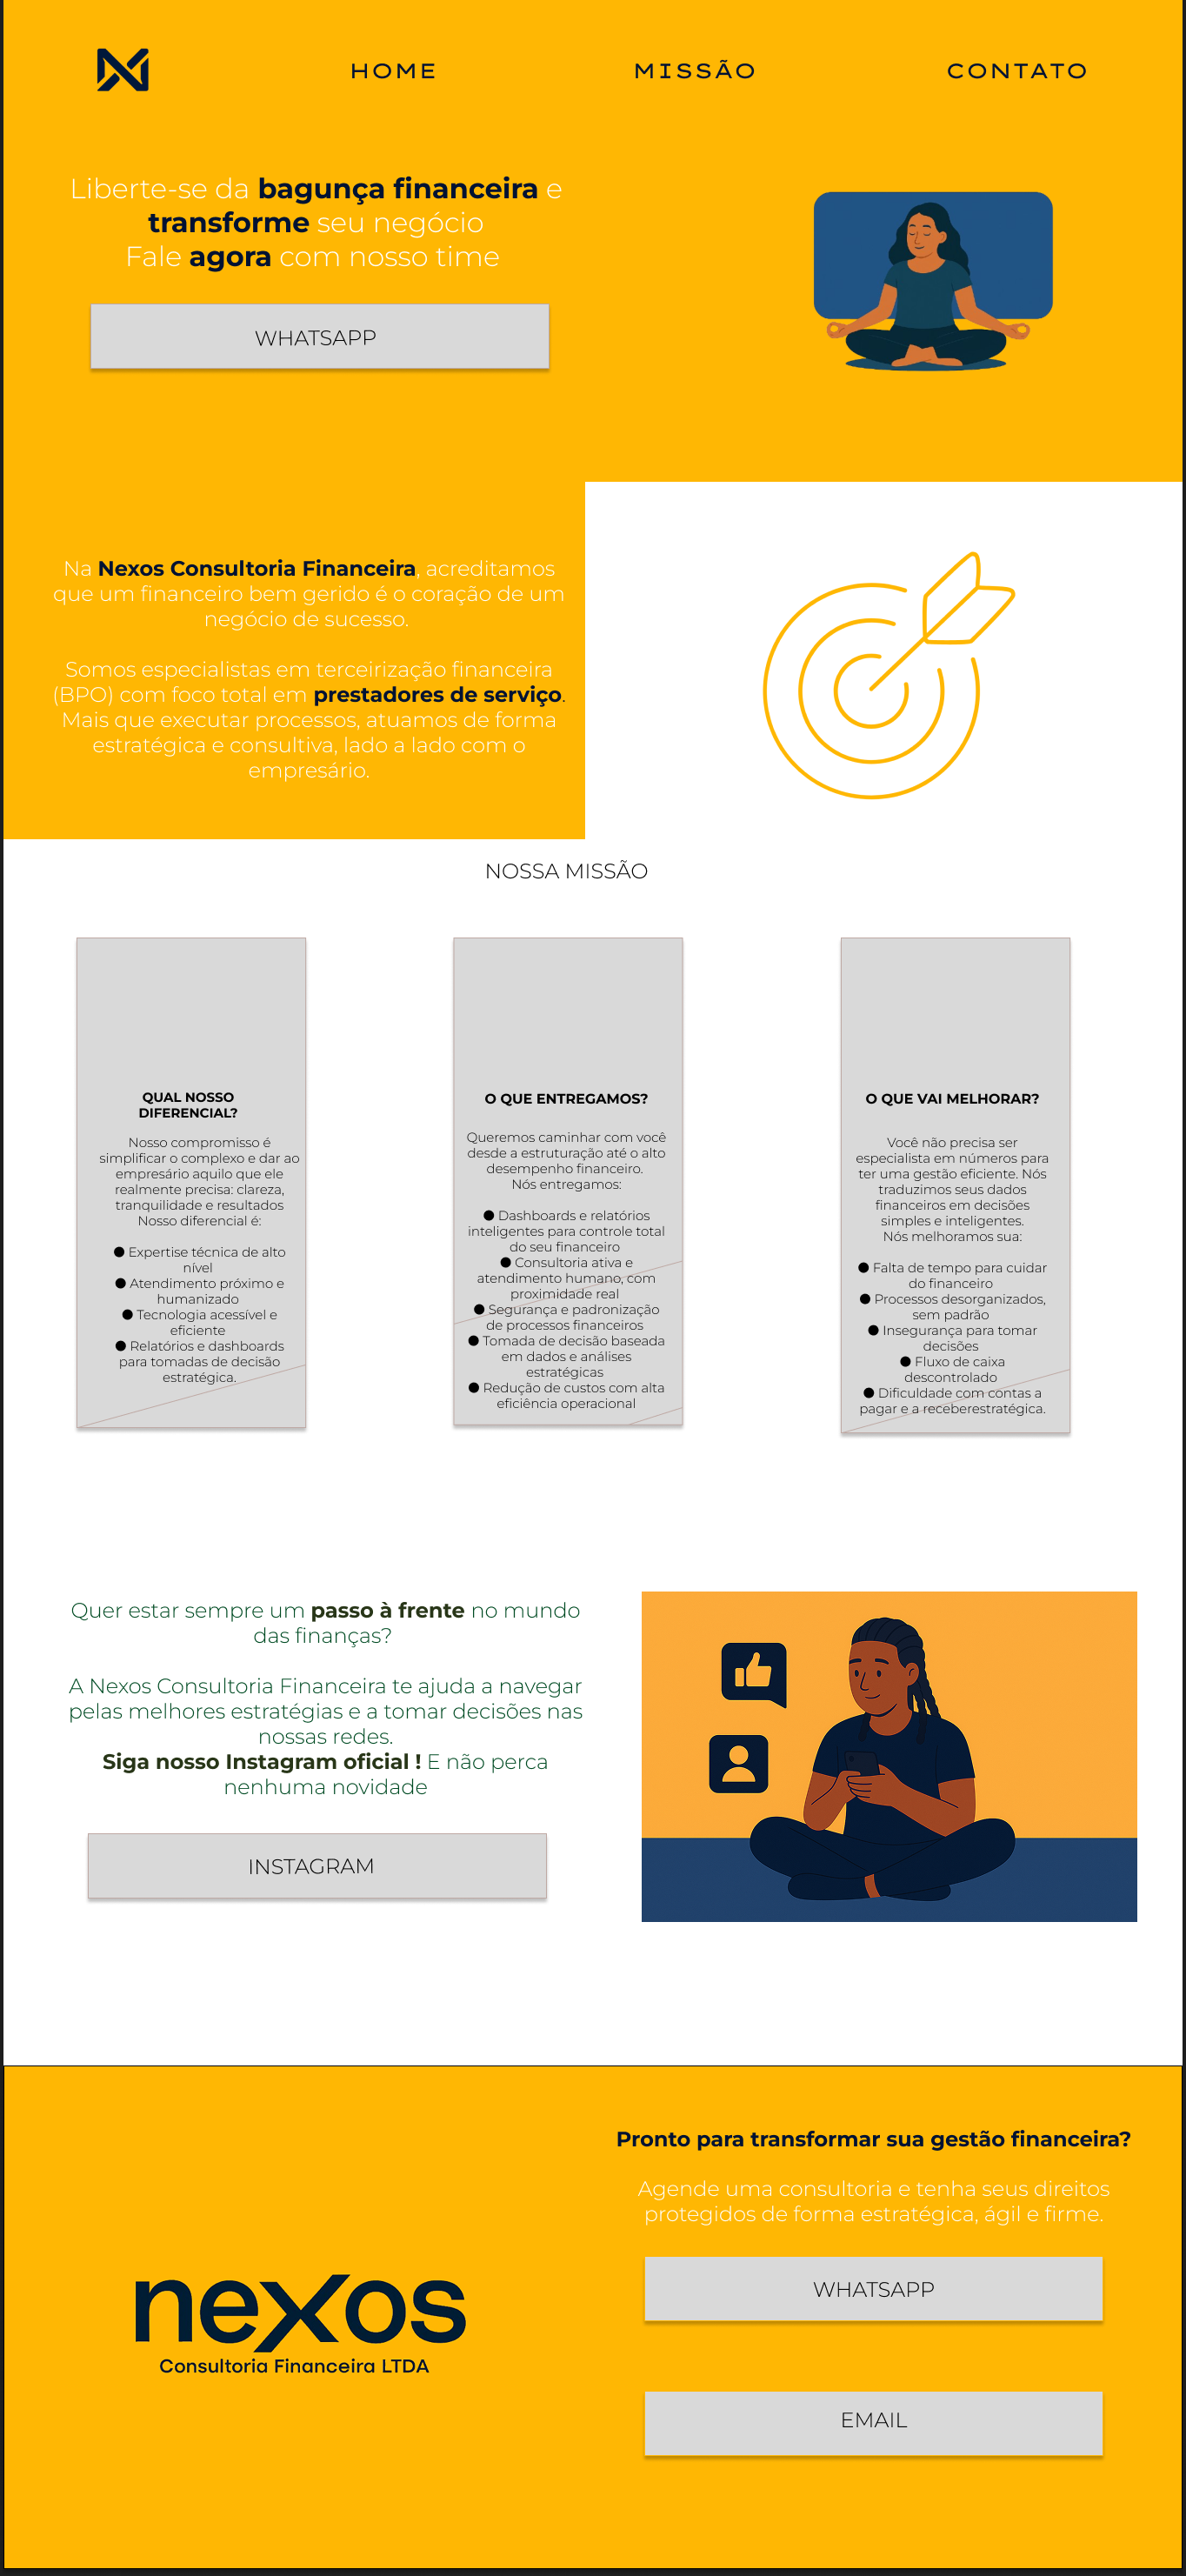 HOME
MISSÃO
CONTATO
Liberte-se da bagunça financeira e
transforme seu negócio
Fale agora com nosso time
WHATSAPP
Na Nexos Consultoria Financeira, acreditamos
que um financeiro bem gerido é o coração de um
negócio de sucesso.
Somos especialistas em terceirização financeira
(BPO) com foco total em prestadores de serviço.
Mais que executar processos, atuamos de forma
estratégica e consultiva, lado a lado com o
empresário.
NOSSA MISSÃO
QUAL NOSSO
DIFERENCIAL?
Nosso compromisso é
simplificar o complexo e dar ao
empresário aquilo que ele
realmente precisa: clareza,
tranquilidade e resultados
Nosso diferencial é:
● Expertise técnica de alto
nível
● Atendimento próximo e
humanizado
● Tecnologia acessível e
eficiente
● Relatórios e dashboards
para tomadas de decisão
estratégica.
O QUE ENTREGAMOS?
Queremos caminhar com você
desde a estruturação até o alto
desempenho financeiro.
Nós entregamos:
● Dashboards e relatórios
inteligentes para controle total
do seu financeiro
● Consultoria ativa e
atendimento humano, com
proximidade real
● Segurança e padronização
de processos financeiros
● Tomada de decisão baseada
em dados e análises
estratégicas
● Redução de custos com alta
eficiência operacional
O QUE VAI MELHORAR?
Você não precisa ser
especialista em números para
ter uma gestão eficiente. Nós
traduzimos seus dados
financeiros em decisões
simples e inteligentes.
Nós melhoramos sua:
● Falta de tempo para cuidar
do financeiro
● Processos desorganizados,
sem padrão
● Insegurança para tomar
decisões
● Fluxo de caixa
descontrolado
● Dificuldade com contas a
pagar e a receberestratégica.
Quer estar sempre um passo à frente no mundo
das finanças?
A Nexos Consultoria Financeira te ajuda a navegar
pelas melhores estratégias e a tomar decisões nas
nossas redes.
Siga nosso Instagram oficial ! E não perca
nenhuma novidade
INSTAGRAM
Pronto para transformar sua gestão financeira?
Agende uma consultoria e tenha seus direitos
protegidos de forma estratégica, ágil e firme.
WHATSAPP
nexos
Consultoria Financeira LTDA
EMAIL